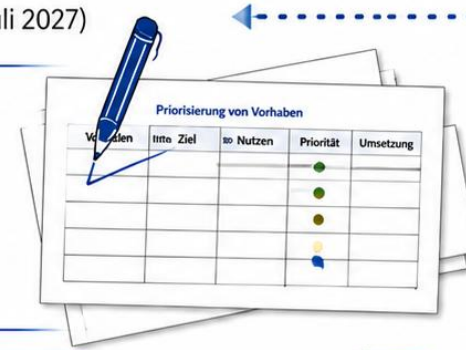 li 2027)
Priorisierung von Vorhaben
Ziel Nutzen Priorität Umsetzung